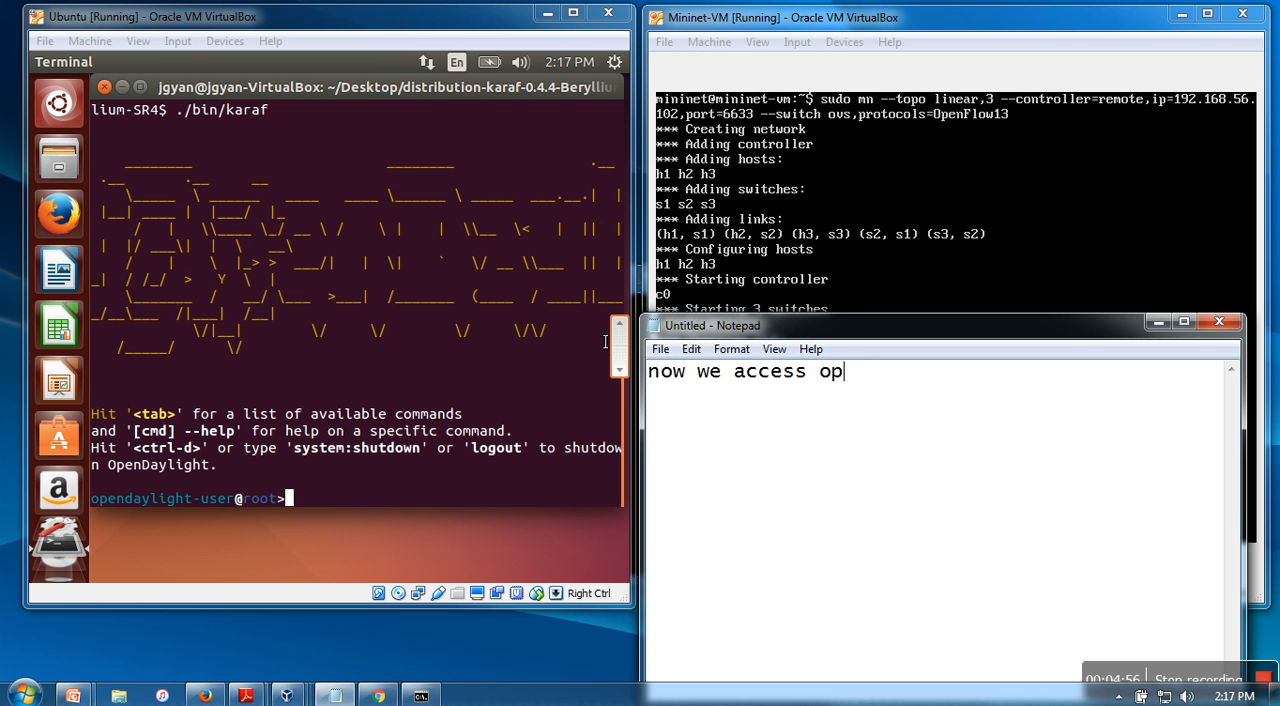 Ubuntu [Running] - Oracle VM VirtualBox
File Machine View Input Devices Help
Terminal
En
2:17 PM
jgyan@jgyan-VirtualBox: ~/Desktop/distribution-karaf-0.4.4-Beryllium
lium-SR4$ ./bin/karaf
Hit '<tab>' for a list of available commands
and '[cmd] --help' for help on a specific command.
Hit '<ctrl-d>' or type 'system:shutdown' or 'logout' to shutdow
n OpenDaylight.
opendaylight-user@root>
Right Ctrl
Mininet-VM [Running] - Oracle VM VirtualBox
File Machine View Input Devices Help
mininet@mininet-vm:~$ sudo mn --topo linear,3 --controller=remote,ip=192.168.56.
102,port=6633 --switch ovs,protocols=OpenFlow13
*** Creating network
*** Adding controller
*** Adding hosts:
h1 h2 h3
*** Adding switches:
s1 s2 s3
*** Adding links:
(h1, s1) (h2, s2) (h3, s3) (s2, s1) (s3, s2)
*** Configuring hosts
h1 h2 h3
*** Starting controller
c0
*** Starting 3 switches
Untitled - Notepad
File Edit Format View Help
now we access op
00:04:56 Stop recording
2:17 PM